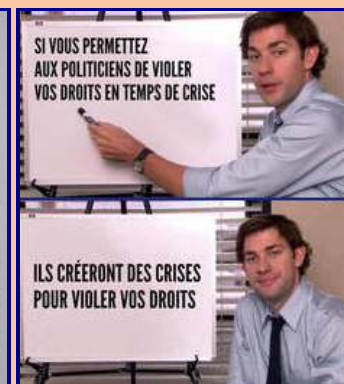 SI VOUS PERMETTEZ
AUX POLITICIENS DE VIOLER
VOS DROITS EN TEMPS DE CRISE
ILS CRÉERONT DES CRISES
POUR VIOLER VOS DROITS